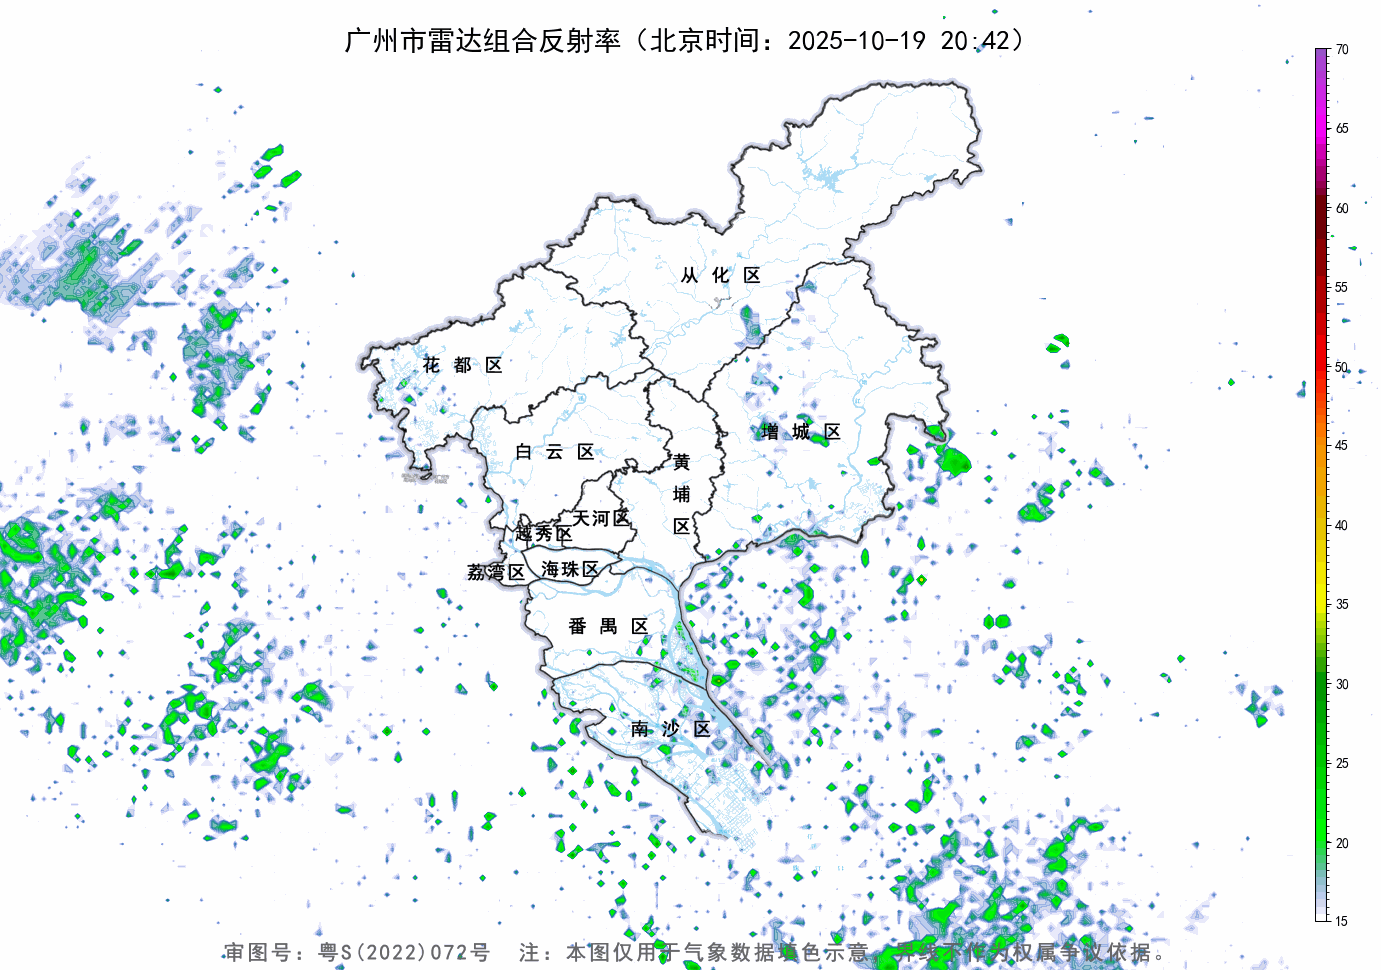 广州市雷达组合反射率（北京时间：2025-10-19 20:42）
70
65
60
55
50
45
40
35
30
25
20
15
从化区
花都区
增城区
白云区
黄埔区
天河区
越秀区
荔湾区
海珠区
番禺区
南沙区
审图号：粤S(2022)072号 注：本图仅用于气象数据填色示意，界线不作为权属争议依据。